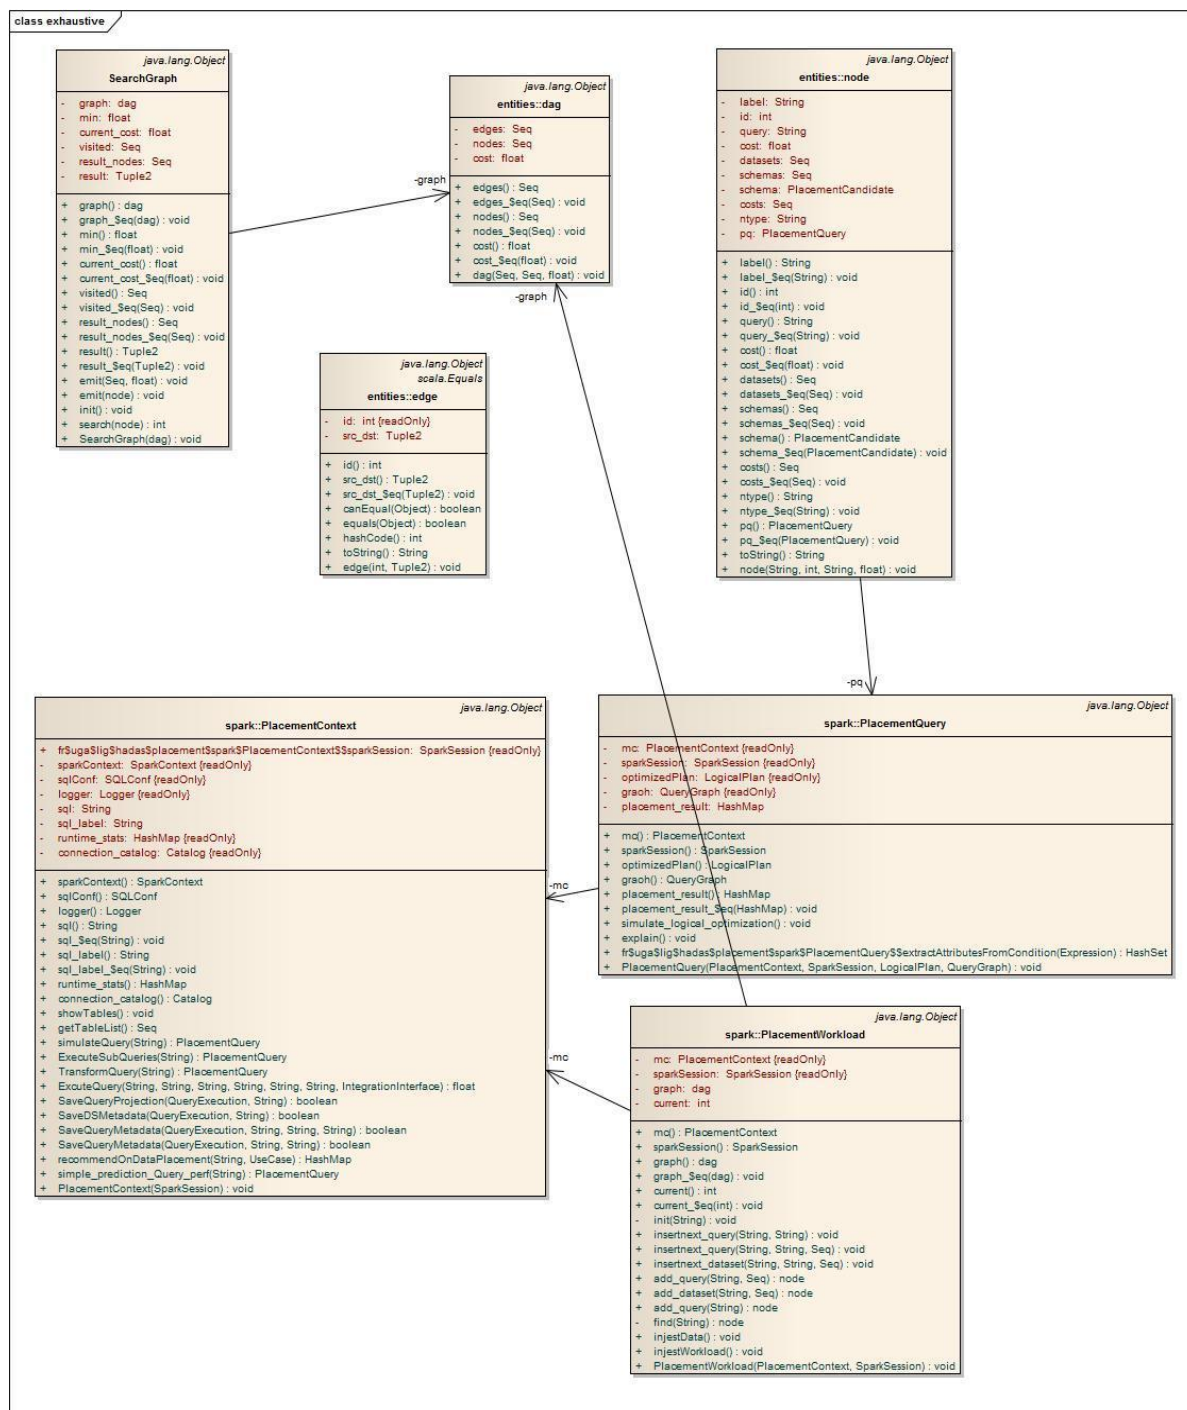 class exhaustive
java.lang.Object
SearchGraph
- graph: dag
- min: float
- current_cost: float
- visited: Seq
- result_nodes: Seq
- result: Tuple2
+ graph() : dag
+ graph_$eq(dag) : void
+ min() : float
+ min_$eq(float) : void
+ current_cost() : float
+ current_cost_$eq(float) : void
+ visited() : Seq
+ visited_$eq(Seq) : void
+ result_nodes() : Seq
+ result_nodes_$eq(Seq) : void
+ result() : Tuple2
+ result_$eq(Tuple2) : void
+ emit(Seq, float) : void
+ emit(node) : void
+ init() : void
+ search(node) : int
+ SearchGraph(dag) : void
-graph
java.lang.Object
entities::dag
- edges: Seq
- nodes: Seq
- cost: float
+ edges() : Seq
+ edges_$eq(Seq) : void
+ nodes() : Seq
+ nodes_$eq(Seq) : void
+ cost() : float
+ cost_$eq(float) : void
+ dag(Seq, Seq, float) : void
-graph
java.lang.Object
entities::node
- label: String
- id: int
- query: String
- cost: float
- datasets: Seq
- schemas: Seq
- schema: PlacementCandidate
- costs: Seq
- ntype: String
- pq: PlacementQuery
+ label() : String
+ label_$eq(String) : void
+ id() : int
+ id_$eq(int) : void
+ query() : String
+ query_$eq(String) : void
+ cost() : float
+ cost_$eq(float) : void
+ datasets() : Seq
+ datasets_$eq(Seq) : void
+ schemas() : Seq
+ schemas_$eq(Seq) : void
+ schema() : PlacementCandidate
+ schema_$eq(PlacementCandidate) : void
+ costs() : Seq
+ costs_$eq(Seq) : void
+ ntype() : String
+ ntype_$eq(String) : void
+ pq() : PlacementQuery
+ pq_$eq(PlacementQuery) : void
+ toString() : String
+ node(String, int, String, float) : void
java.lang.Object
scala.Equals
entities::edge
- id: int {readOnly}
- src_dst: Tuple2
+ id() : int
+ src_dst() : Tuple2
+ src_dst_$eq(Tuple2) : void
+ canEqual(Object) : boolean
+ equals(Object) : boolean
+ hashCode() : int
+ toString() : String
+ edge(int, Tuple2) : void
-pq
java.lang.Object
spark::PlacementContext
+ fr$uga$lig$hadas$placement$spark$PlacementContext$$sparkSession: SparkSession {readOnly}
- sparkContext: SparkContext {readOnly}
- sqlConf: SQLConf {readOnly}
- logger: Logger {readOnly}
- sql: String
- sql_label: String
- runtime_stats: HashMap {readOnly}
- connection_catalog: Catalog {readOnly}
+ sparkContext() : SparkContext
+ sqlConf() : SQLConf
+ logger() : Logger
+ sql() : String
+ sql_$eq(String) : void
+ sql_label() : String
+ sql_label_$eq(String) : void
+ runtime_stats() : HashMap
+ connection_catalog() : Catalog
+ showTables() : void
+ getTableList() : Seq
+ simulateQuery(String) : PlacementQuery
+ ExecuteSubQueries(String) : PlacementQuery
+ TransformQuery(String) : PlacementQuery
+ ExcuteQuery(String, String, String, String, String, String, IntegrationInterface) : float
+ SaveQueryProjection(QueryExecution, String) : boolean
+ SaveDSMetadata(QueryExecution, String) : boolean
+ SaveQueryMetadata(QueryExecution, String, String, String) : boolean
+ SaveQueryMetadata(QueryExecution, String, String) : boolean
+ recommendOnDataPlacement(String, UseCase) : HashMap
+ simple_prediction_Query_perf(String) : PlacementQuery
+ PlacementContext(SparkSession) : void
-mc
-mc
java.lang.Object
spark::PlacementQuery
- mc: PlacementContext {readOnly}
- sparkSession: SparkSession {readOnly}
- optimizedPlan: LogicalPlan {readOnly}
- graoh: QueryGraph {readOnly}
- placement_result: HashMap
+ mc() : PlacementContext
+ sparkSession() : SparkSession
+ optimizedPlan() : LogicalPlan
+ graoh() : QueryGraph
+ placement_result() : HashMap
+ placement_result_$eq(HashMap) : void
+ simulate_logical_optimization() : void
+ explain() : void
+ fr$uga$lig$hadas$placement$spark$PlacementQuery$$extractAttributesFromCondition(Expression) : HashSet
+ PlacementQuery(PlacementContext, SparkSession, LogicalPlan, QueryGraph) : void
java.lang.Object
spark::PlacementWorkload
- mc: PlacementContext {readOnly}
- sparkSession: SparkSession {readOnly}
- graph: dag
- current: int
+ mc() : PlacementContext
+ sparkSession() : SparkSession
+ graph() : dag
+ graph_$eq(dag) : void
+ current() : int
+ current_$eq(int) : void
- init(String) : void
+ insertnext_query(String, String) : void
+ insertnext_query(String, String, Seq) : void
+ insertnext_dataset(String, String, Seq) : void
+ add_query(String, Seq) : node
+ add_dataset(String, Seq) : node
+ add_query(String) : node
- find(String) : node
+ injestData() : void
+ injestWorkload() : void
+ PlacementWorkload(PlacementContext, SparkSession) : void